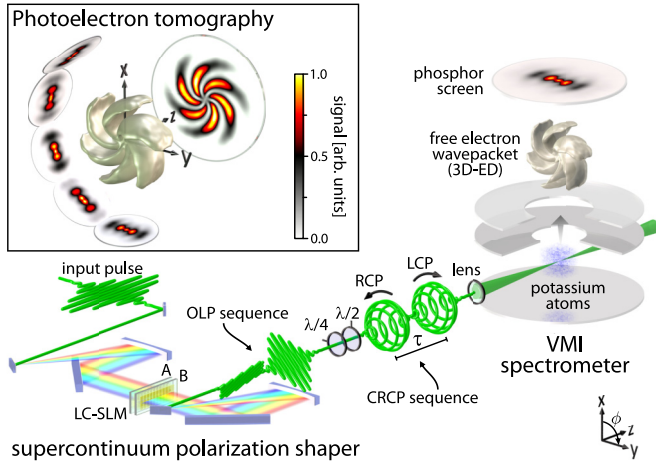 Photoelectron tomography
x
z
y
1.0
0.5
0.0
signal [arb. units]
phosphor
screen
free electron
wavepacket
(3D-ED)
input pulse
OLP sequence
λ/4
λ/2
RCP
LCP
lens
τ
potassium
atoms
VMI
spectrometer
A
B
LC-SLM
CRCP sequence
supercontinuum polarization shaper
x
ϕ
z
y